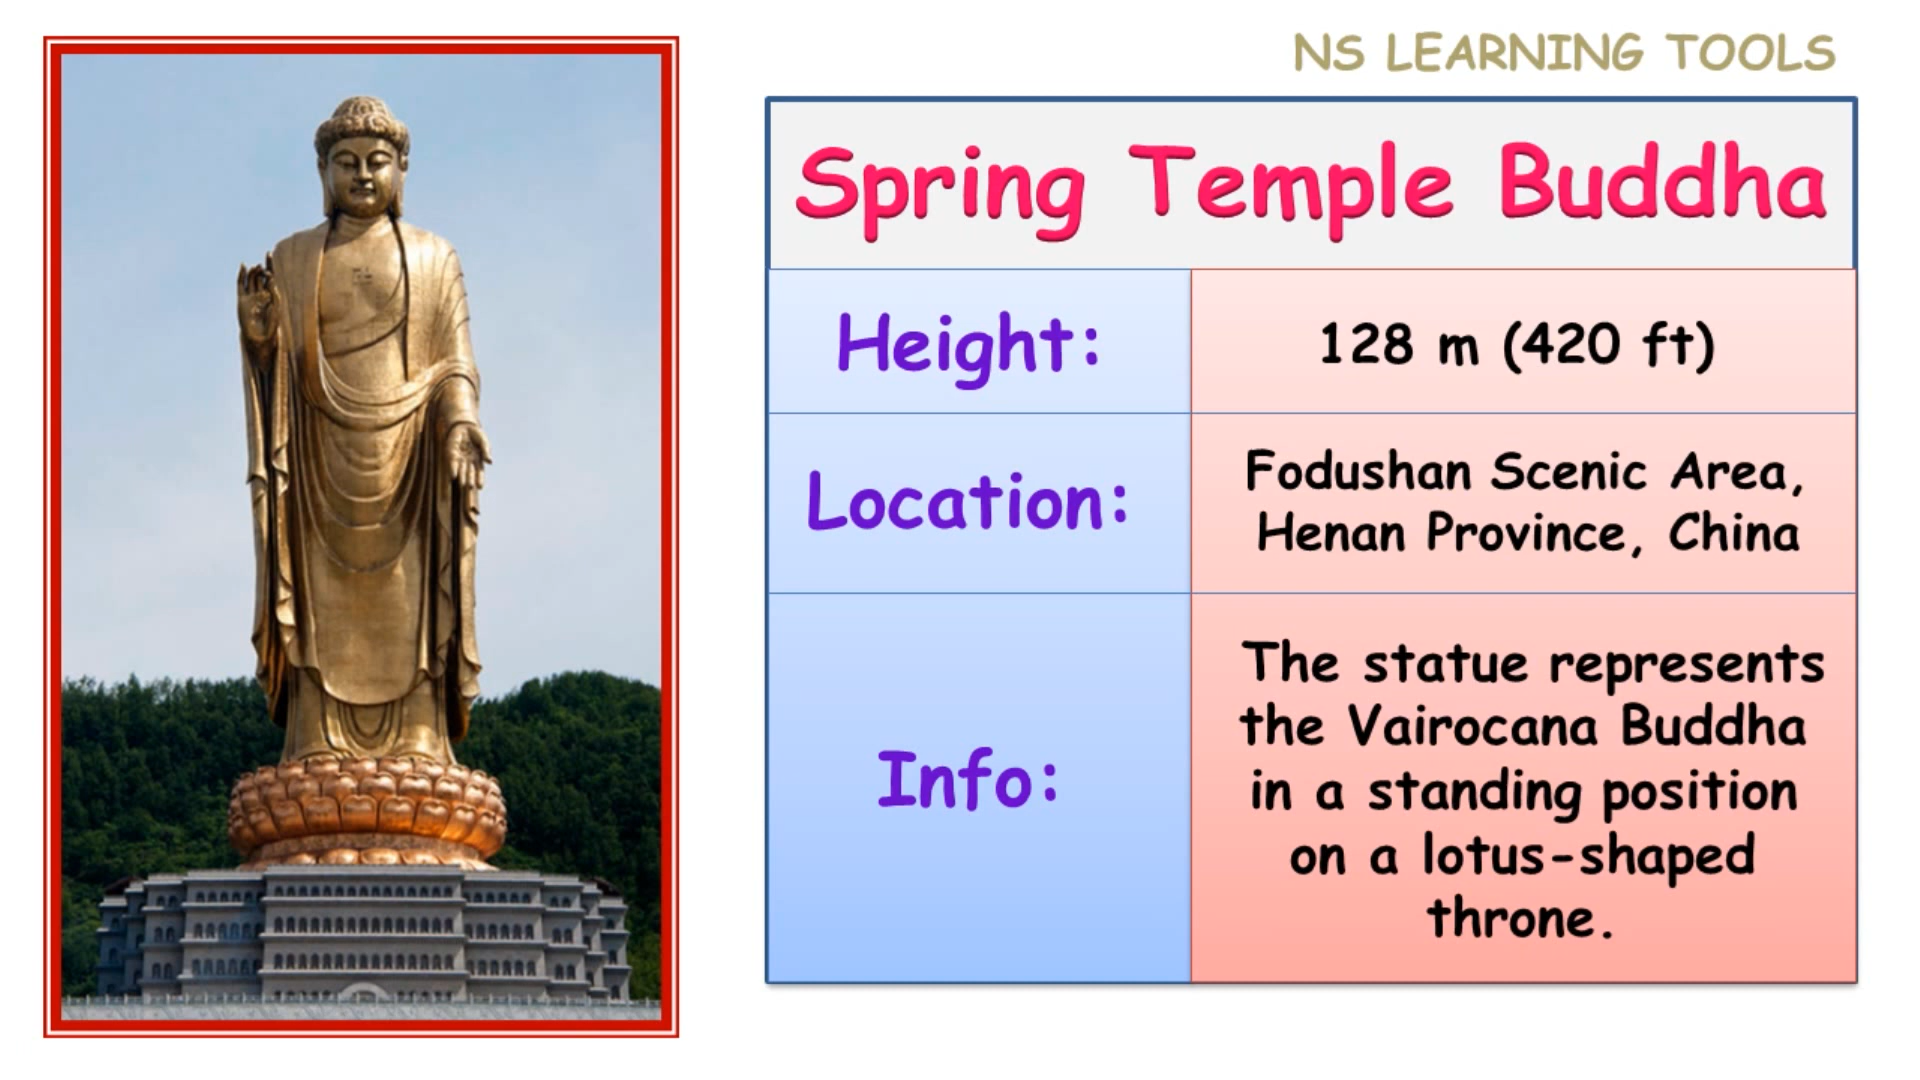 NS LEARNING TOOLS
Spring Temple Buddha
Height:
128 m (420 ft)
Location:
Fodushan Scenic Area,
Henan Province, China
Info:
The statue represents
the Vairocana Buddha
in a standing position
on a lotus-shaped
throne.